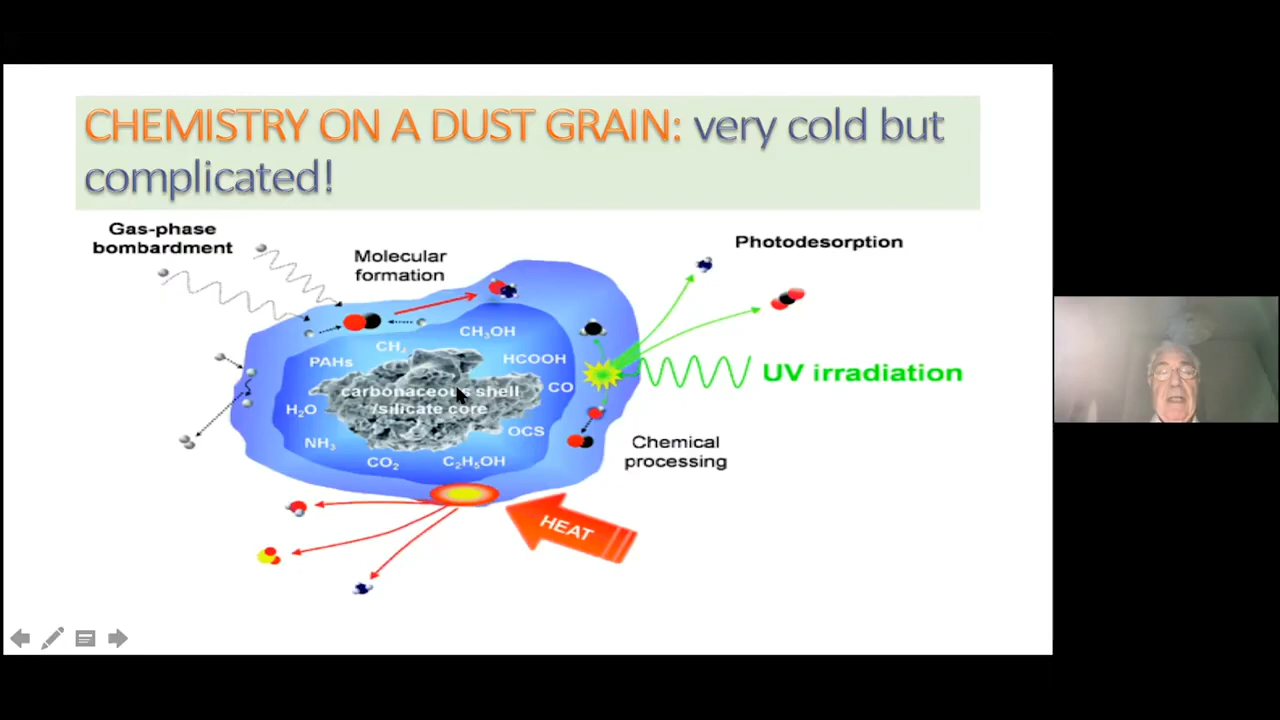 CHEMISTRY ON A DUST GRAIN: very cold but
complicated!
Gas-phase
bombardment
Molecular
formation
Photodesorption
CH₃OH
CH₄
PAHs
HCOOH
CO
UV irradiation
carbonaceous shell
/silicate core
H₂O
OCS
NH₃
CO₂
C₂H₅OH
Chemical
processing
HEAT